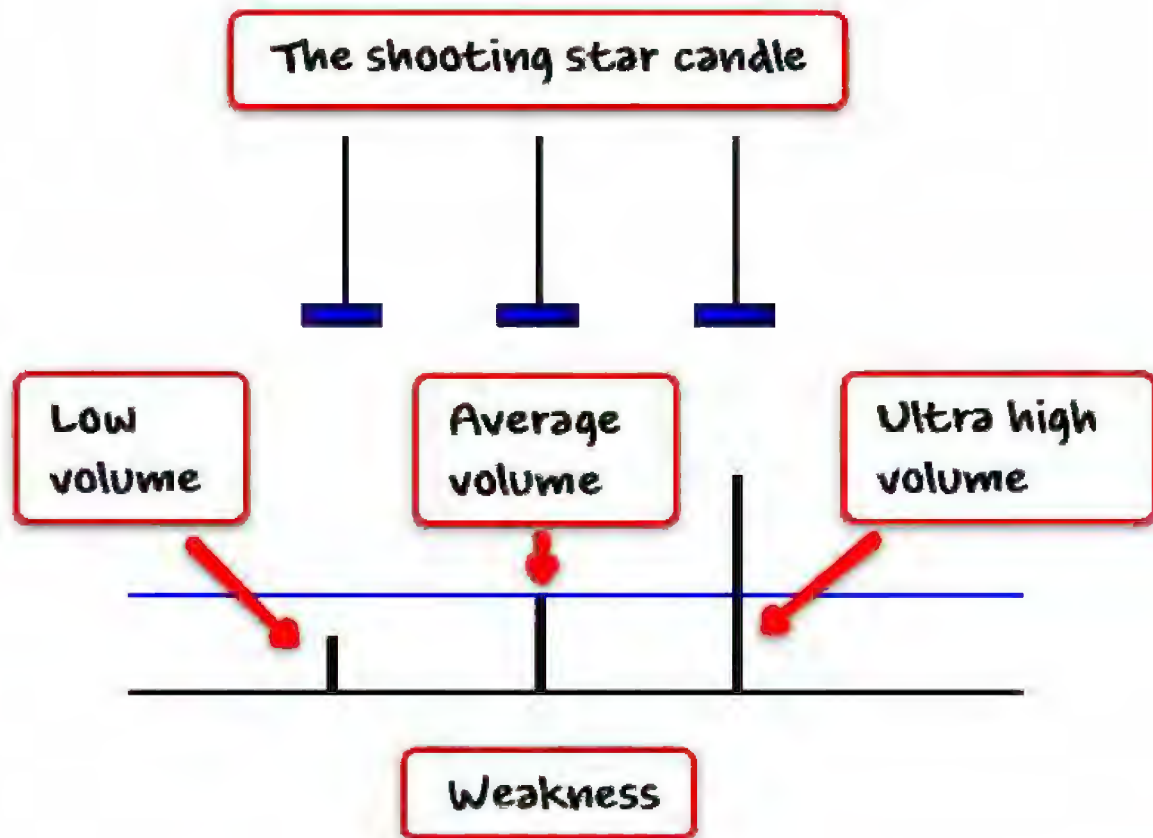 The shooting star candle
Low
volume
Average
volume
Ultra high
volume
Weakness